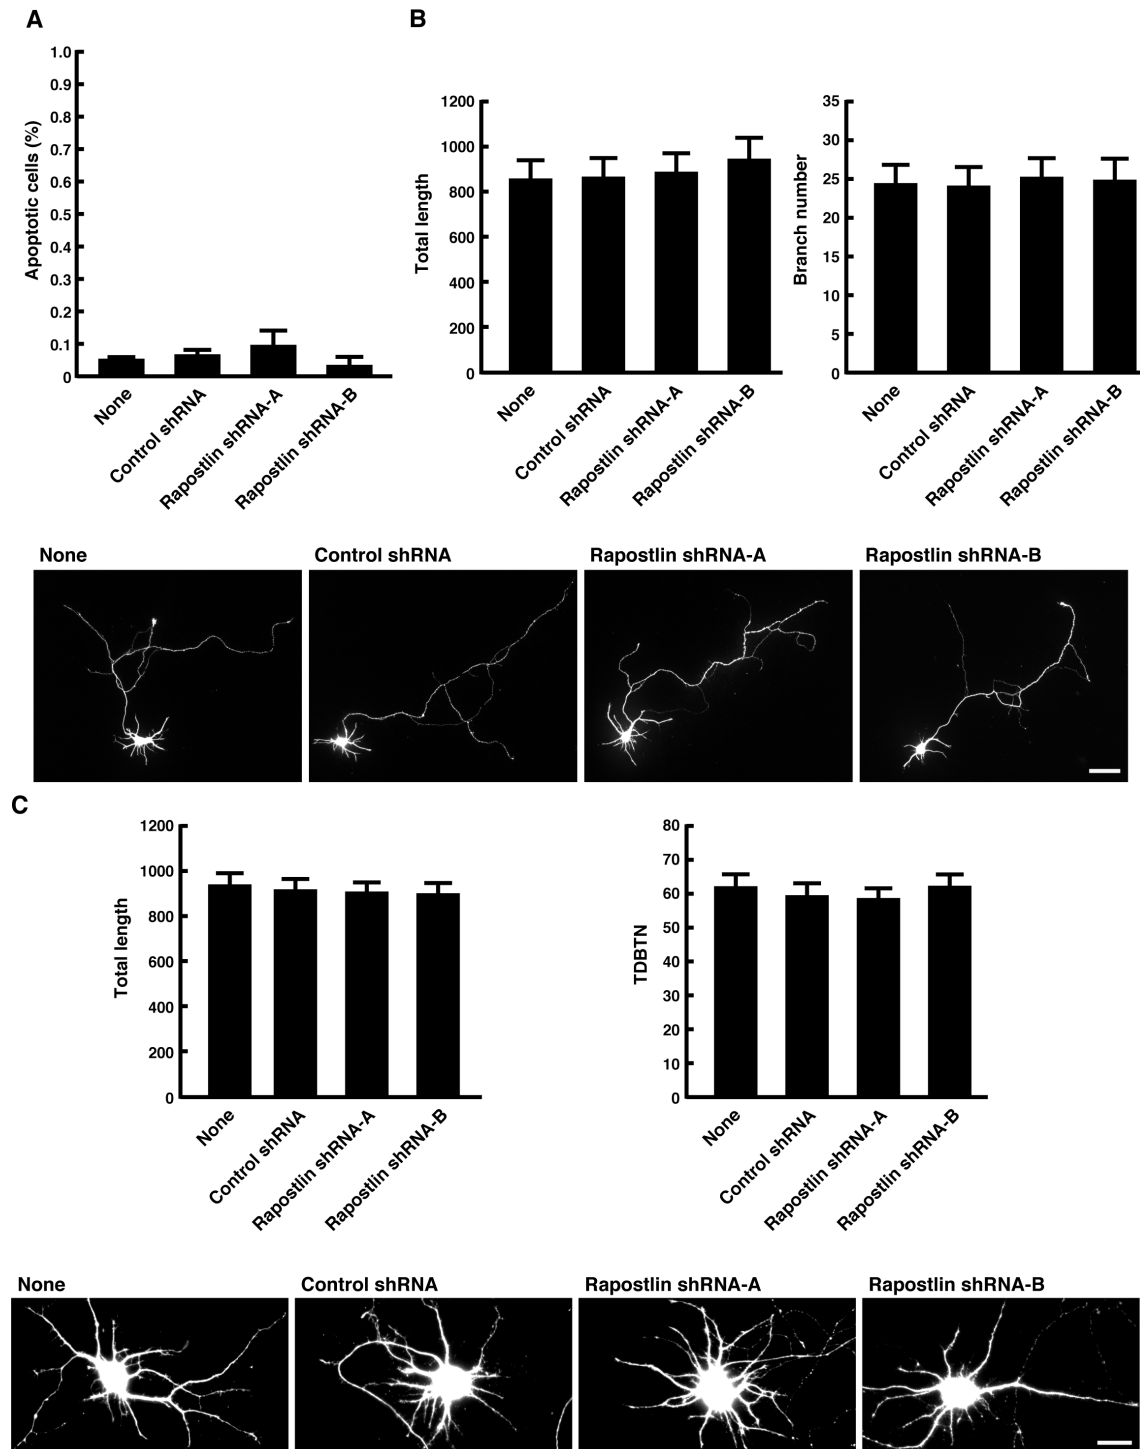 A
B
1.0
0.9
0.8
0.7
0.6
0.5
0.4
0.3
0.2
0.1
0
Apoptotic cells (%)
None
Control shRNA
Rapostlin shRNA-A
Rapostlin shRNA-B
1200
1000
800
600
400
200
0
Total length
None
Control shRNA
Rapostlin shRNA-A
Rapostlin shRNA-B
35
30
25
20
15
10
5
0
Branch number
None
Control shRNA
Rapostlin shRNA-A
Rapostlin shRNA-B
None
Control shRNA
Rapostlin shRNA-A
Rapostlin shRNA-B
C
1200
1000
800
600
400
200
0
Total length
None
Control shRNA
Rapostlin shRNA-A
Rapostlin shRNA-B
80
70
60
50
40
30
20
10
0
TDBTN
None
Control shRNA
Rapostlin shRNA-A
Rapostlin shRNA-B
None
Control shRNA
Rapostlin shRNA-A
Rapostlin shRNA-B